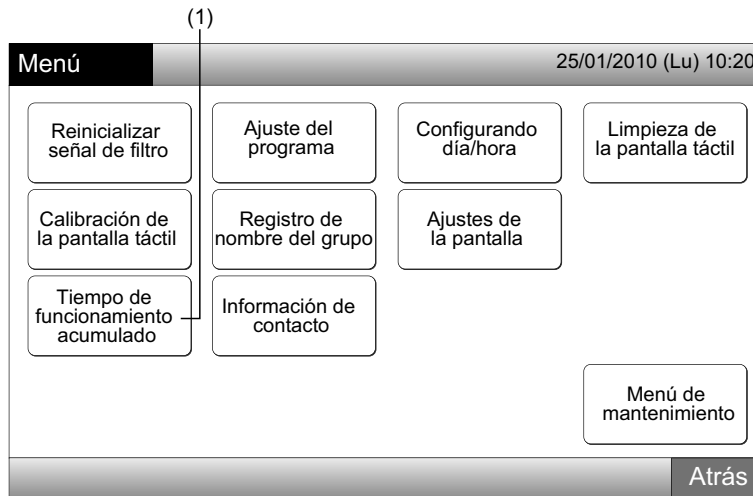 (1)
Menú
25/01/2010 (Lu) 10:20
Reinicializar
señal de filtro
Ajuste del
programa
Configurando
día/hora
Limpieza de
la pantalla táctil
Calibración de
la pantalla táctil
Registro de
nombre del grupo
Ajustes de
la pantalla
Tiempo de
funcionamiento
acumulado
Información de
contacto
Menú de
mantenimiento
Atrás